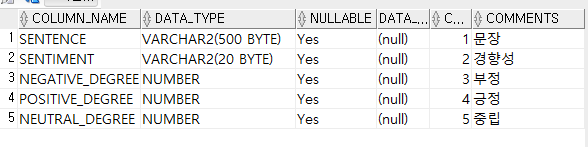 COLUMN_NAME DATA_TYPE NULLABLE DATA_... C... COMMENTS
1 SENTENCE VARCHAR2(500 BYTE) Yes (null) 1 문장
2 SENTIMENT VARCHAR2(20 BYTE) Yes (null) 2 경향성
3 NEGATIVE_DEGREE NUMBER Yes (null) 3 부정
4 POSITIVE_DEGREE NUMBER Yes (null) 4 긍정
5 NEUTRAL_DEGREE NUMBER Yes (null) 5 중립